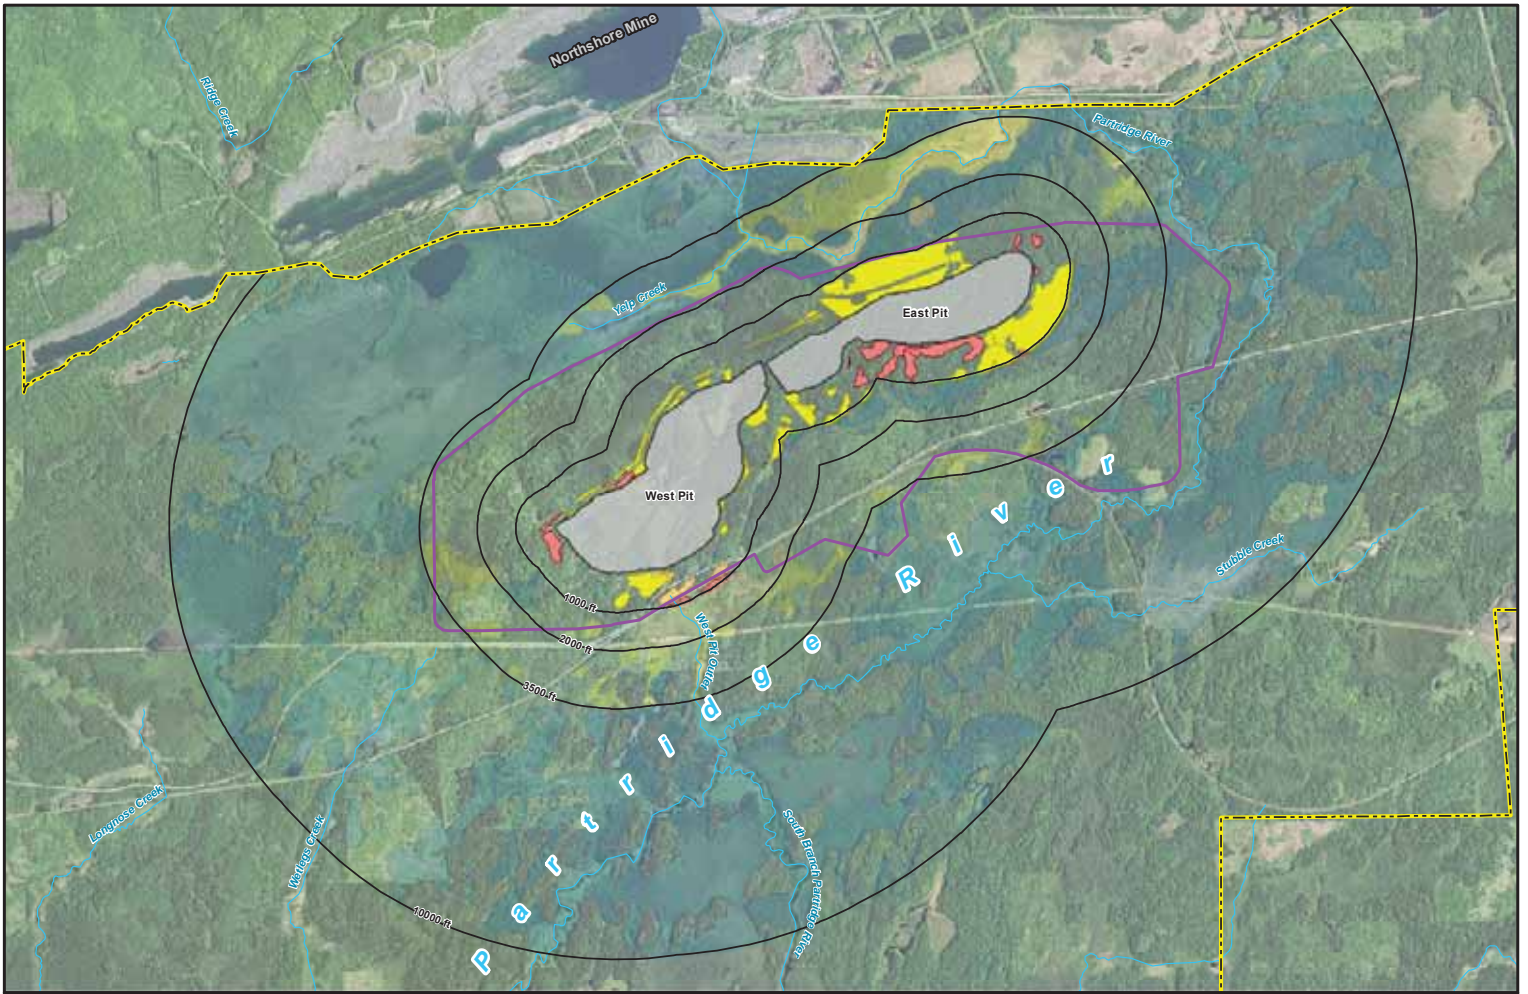 Northshore Mine
Ridge Creek
Partridge River
Yelp Creek
East Pit
West Pit
Partridge River
Stubble Creek
1000 ft
2000 ft
3500 ft
West Pit Outlet
Longnose Creek
Wetlegs Creek
South Branch Partridge River
10000 ft